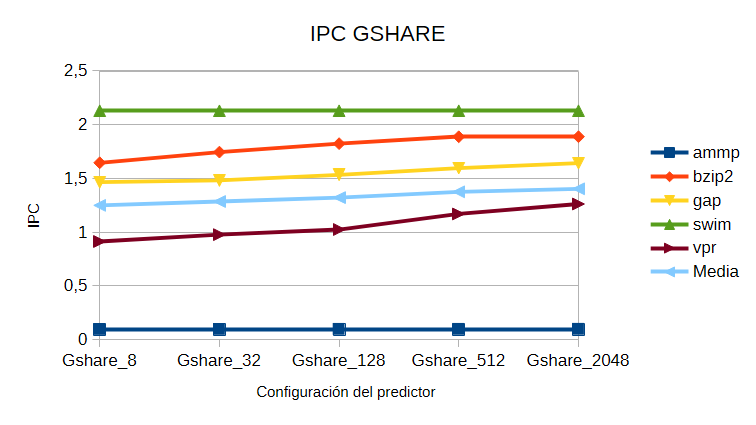 IPC GSHARE
2,5
2
1,5
1
0,5
0
IPC
Gshare_8 Gshare_32 Gshare_128 Gshare_512 Gshare_2048
Configuración del predictor
ammp
bzip2
gap
swim
vpr
Media